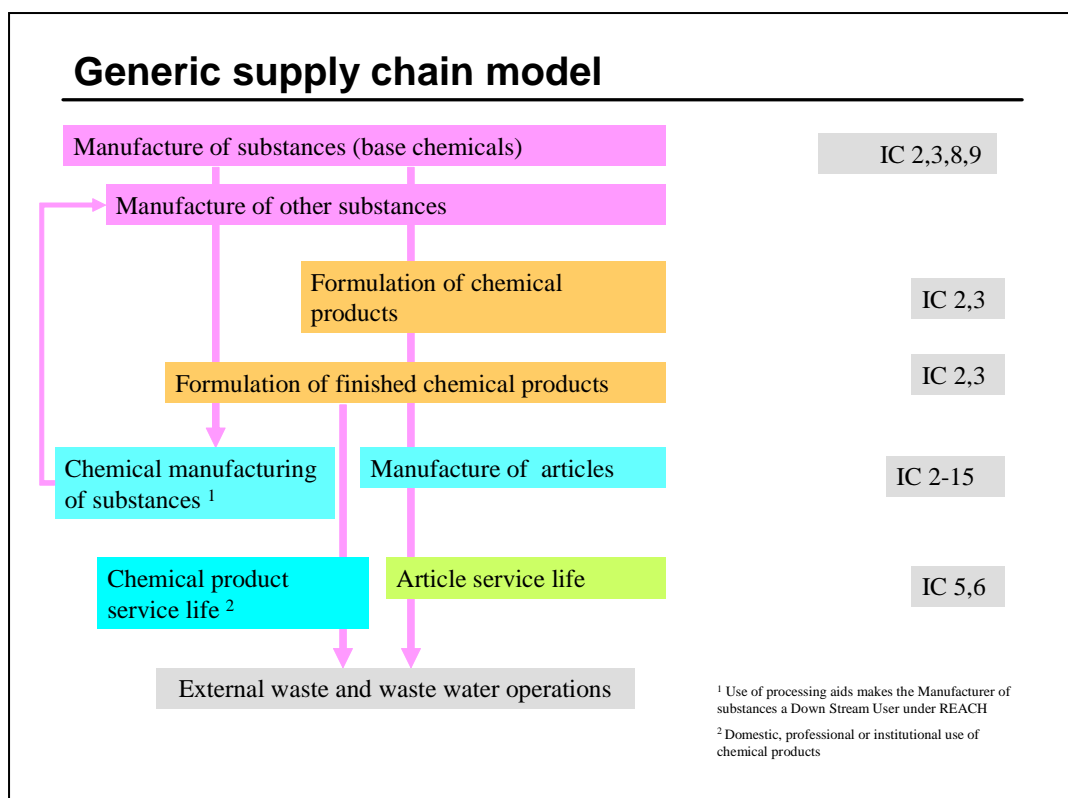 Generic supply chain model
Manufacture of substances (base chemicals)
IC 2,3,8,9
Manufacture of other substances
Formulation of chemical
products
IC 2,3
Formulation of finished chemical products
IC 2,3
Chemical manufacturing
of substances 1
Manufacture of articles
IC 2-15
Chemical product
service life 2
Article service life
IC 5,6
External waste and waste water operations
1 Use of processing aids makes the Manufacturer of
substances a Down Stream User under REACH
2 Domestic, professional or institutional use of
chemical products